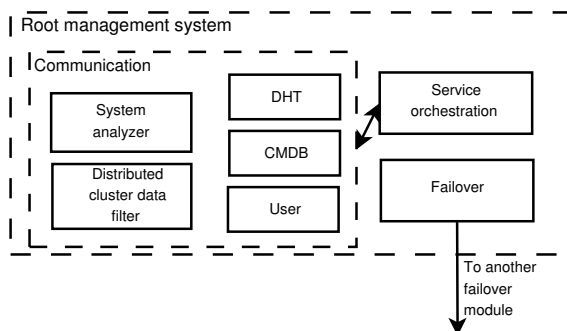 Root management system
Communication
System
analyzer
Distributed
cluster data
filter
DHT
CMDB
User
Service
orchestration
Failover
To another
failover
module